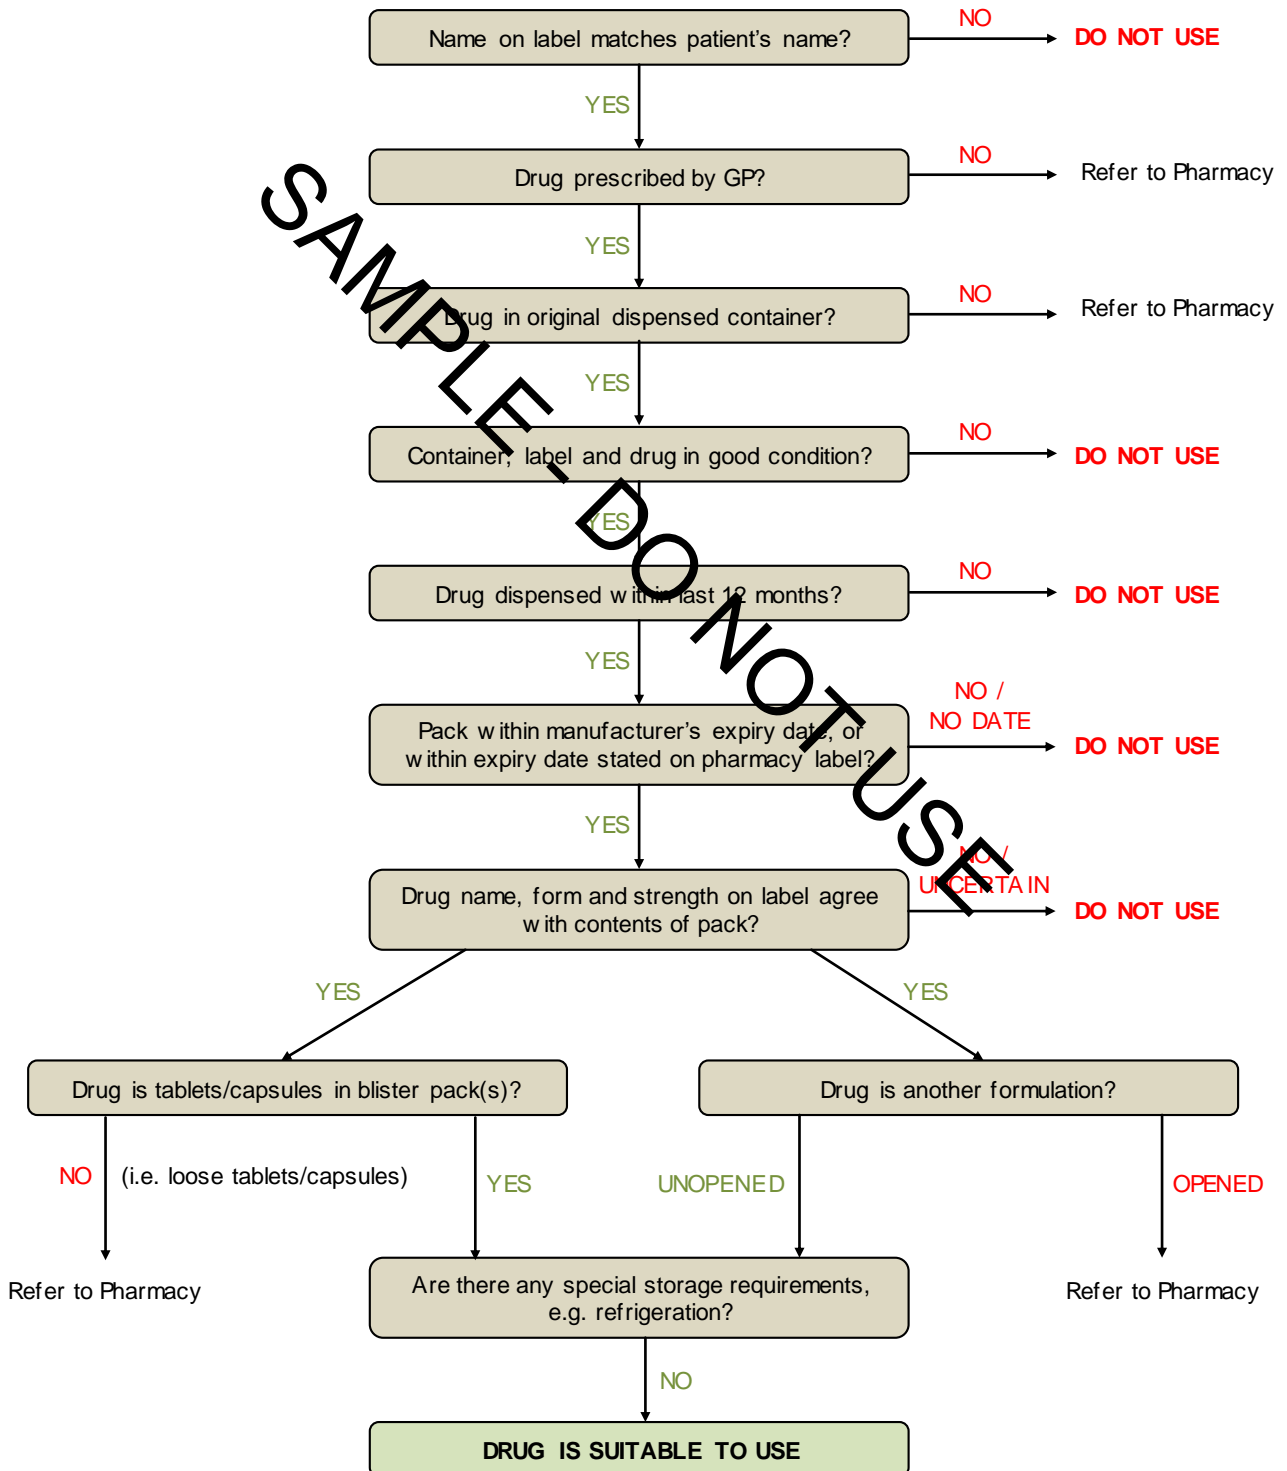 Name on label matches patient's name?
NO
DO NOT USE
YES
Drug prescribed by GP?
NO
Refer to Pharmacy
YES
Drug in original dispensed container?
NO
Refer to Pharmacy
YES
Container, label and drug in good condition?
NO
DO NOT USE
YES
Drug dispensed within last 12 months?
NO
DO NOT USE
YES
Pack within manufacturer's expiry date, or
within expiry date stated on pharmacy label?
NO /
NO DATE
DO NOT USE
YES
Drug name, form and strength on label agree
with contents of pack?
NO /
UNCERTAIN
DO NOT USE
YES
YES
Drug is tablets/capsules in blister pack(s)?
Drug is another formulation?
NO
(i.e. loose tablets/capsules)
YES
UNOPENED
OPENED
Refer to Pharmacy
Are there any special storage requirements,
e.g. refrigeration?
Refer to Pharmacy
NO
DRUG IS SUITABLE TO USE
SAMPLE - DO NOT USE